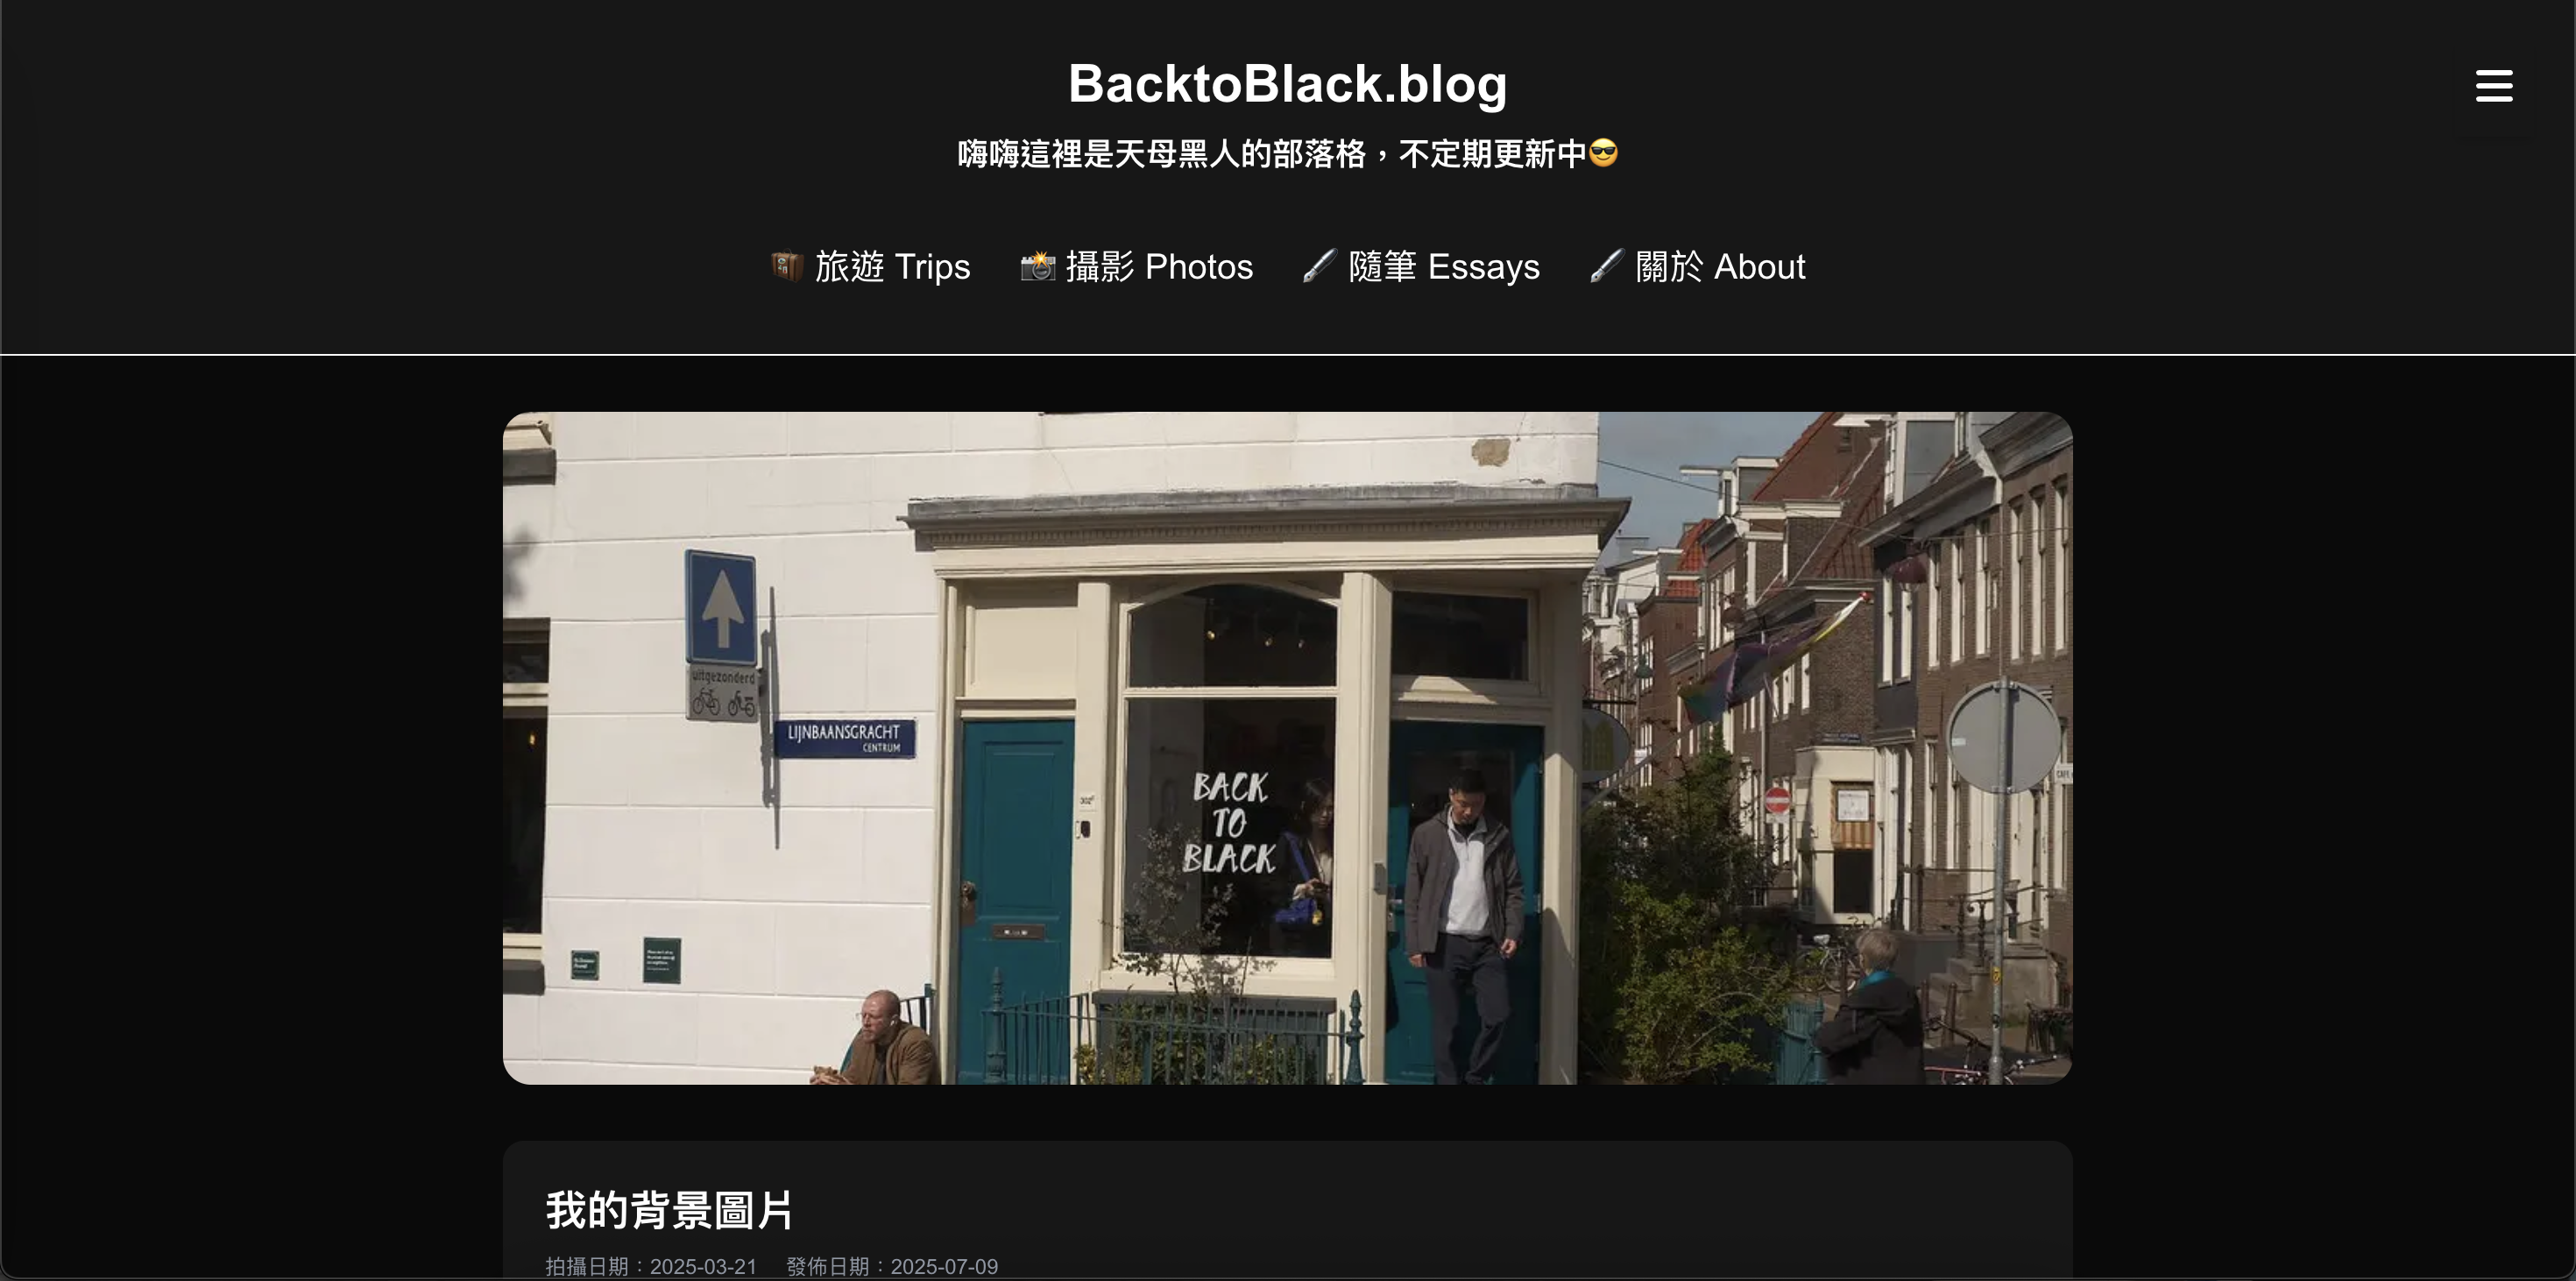 BacktoBlack.blog
嗨嗨這裡是天母黑人的部落格，不定期更新中😎
🧳 旅遊 Trips 📸 攝影 Photos 🖋️ 隨筆 Essays 🖋️ 關於 About
uitgezonderd
LIJNBAANSGRACHT
CENTRUM
BACK
TO
BLACK
我的背景圖片
拍攝日期：2025-03-21 發佈日期：2025-07-09